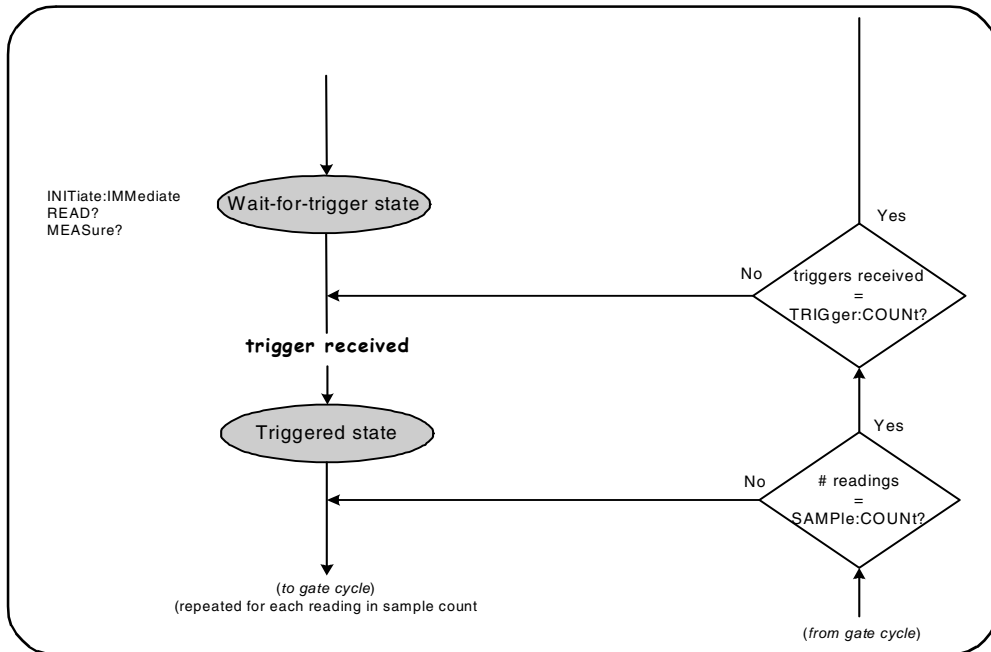 INITiate:IMMediate
READ?
MEASure?
Wait-for-trigger state
Yes
No
triggers received
=
TRIGger:COUNt?
trigger received
Triggered state
Yes
No
# readings
=
SAMPle:COUNt?
(to gate cycle)
(repeated for each reading in sample count
(from gate cycle)